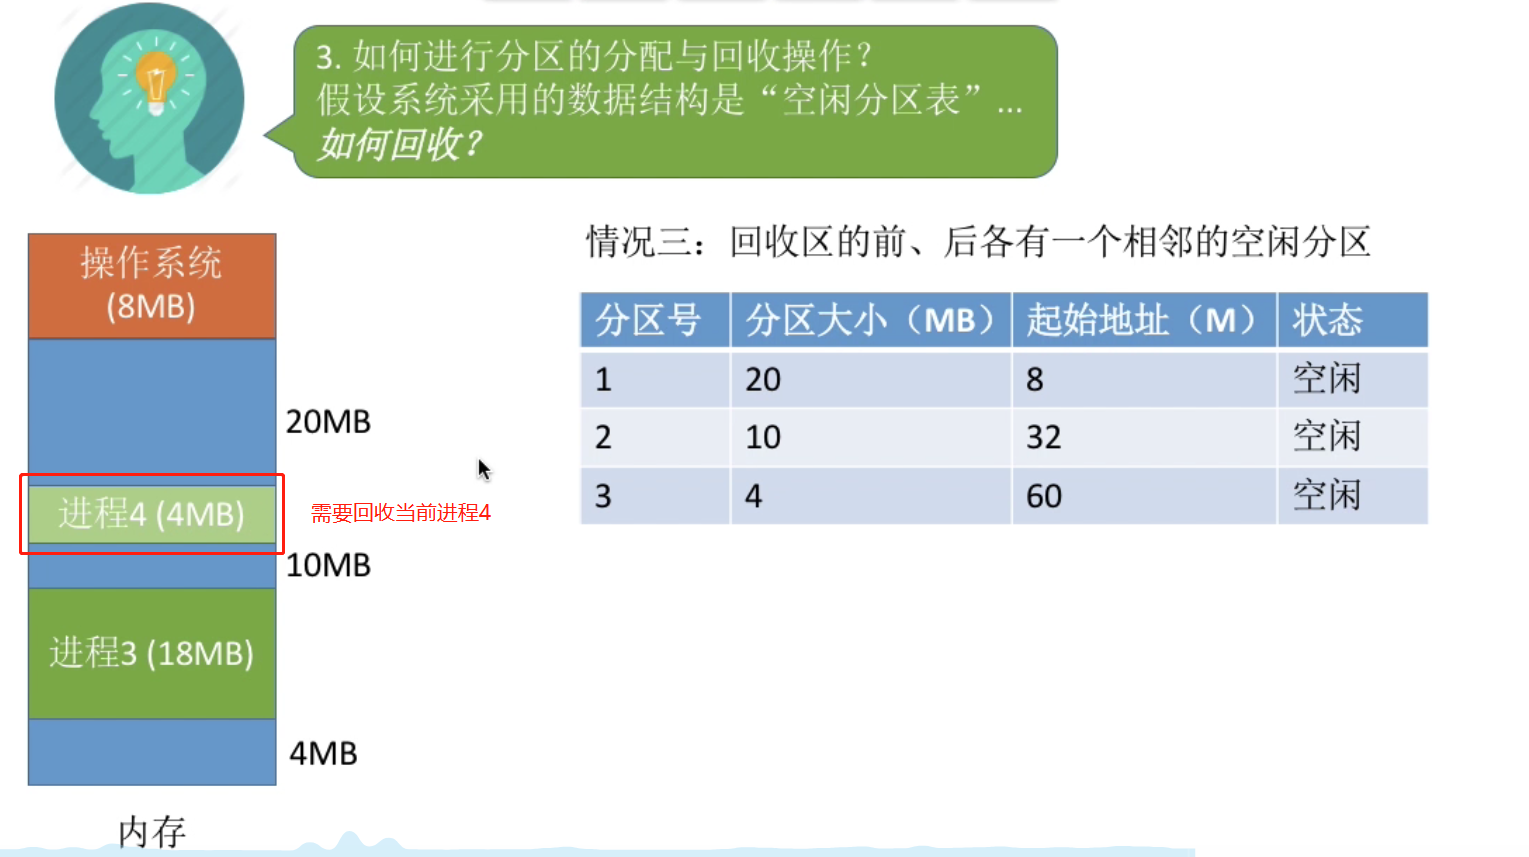 3. 如何进行分区的分配与回收操作？
假设系统采用的数据结构是“空闲分区表”...
如何回收？
情况三：回收区的前、后各有一个相邻的空闲分区
分区号 分区大小（MB） 起始地址（M） 状态
1 20 8 空闲
2 10 32 空闲
3 4 60 空闲
操作系统
(8MB)
20MB
进程4 (4MB)
需要回收当前进程4
10MB
进程3 (18MB)
4MB
内存